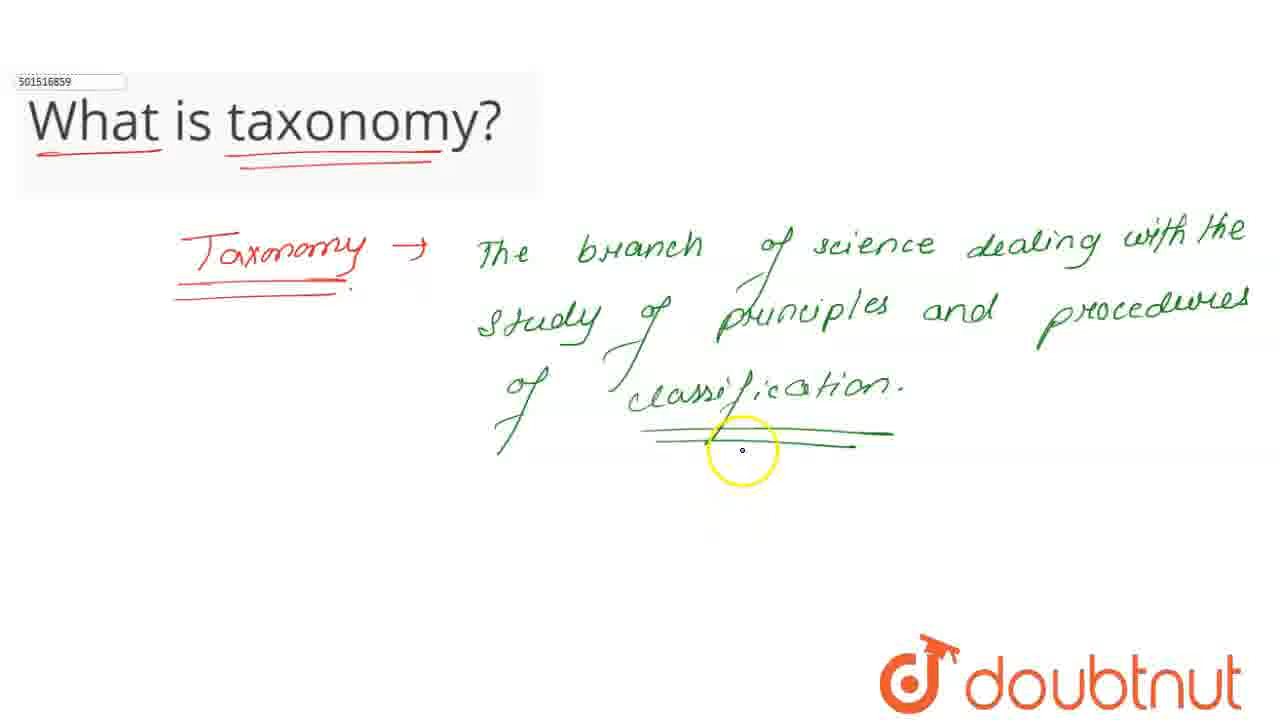 501516859
What is taxonomy?
Taxonomy → The branch of science dealing with the
study of principles and procedures
of classification.
doubtnut